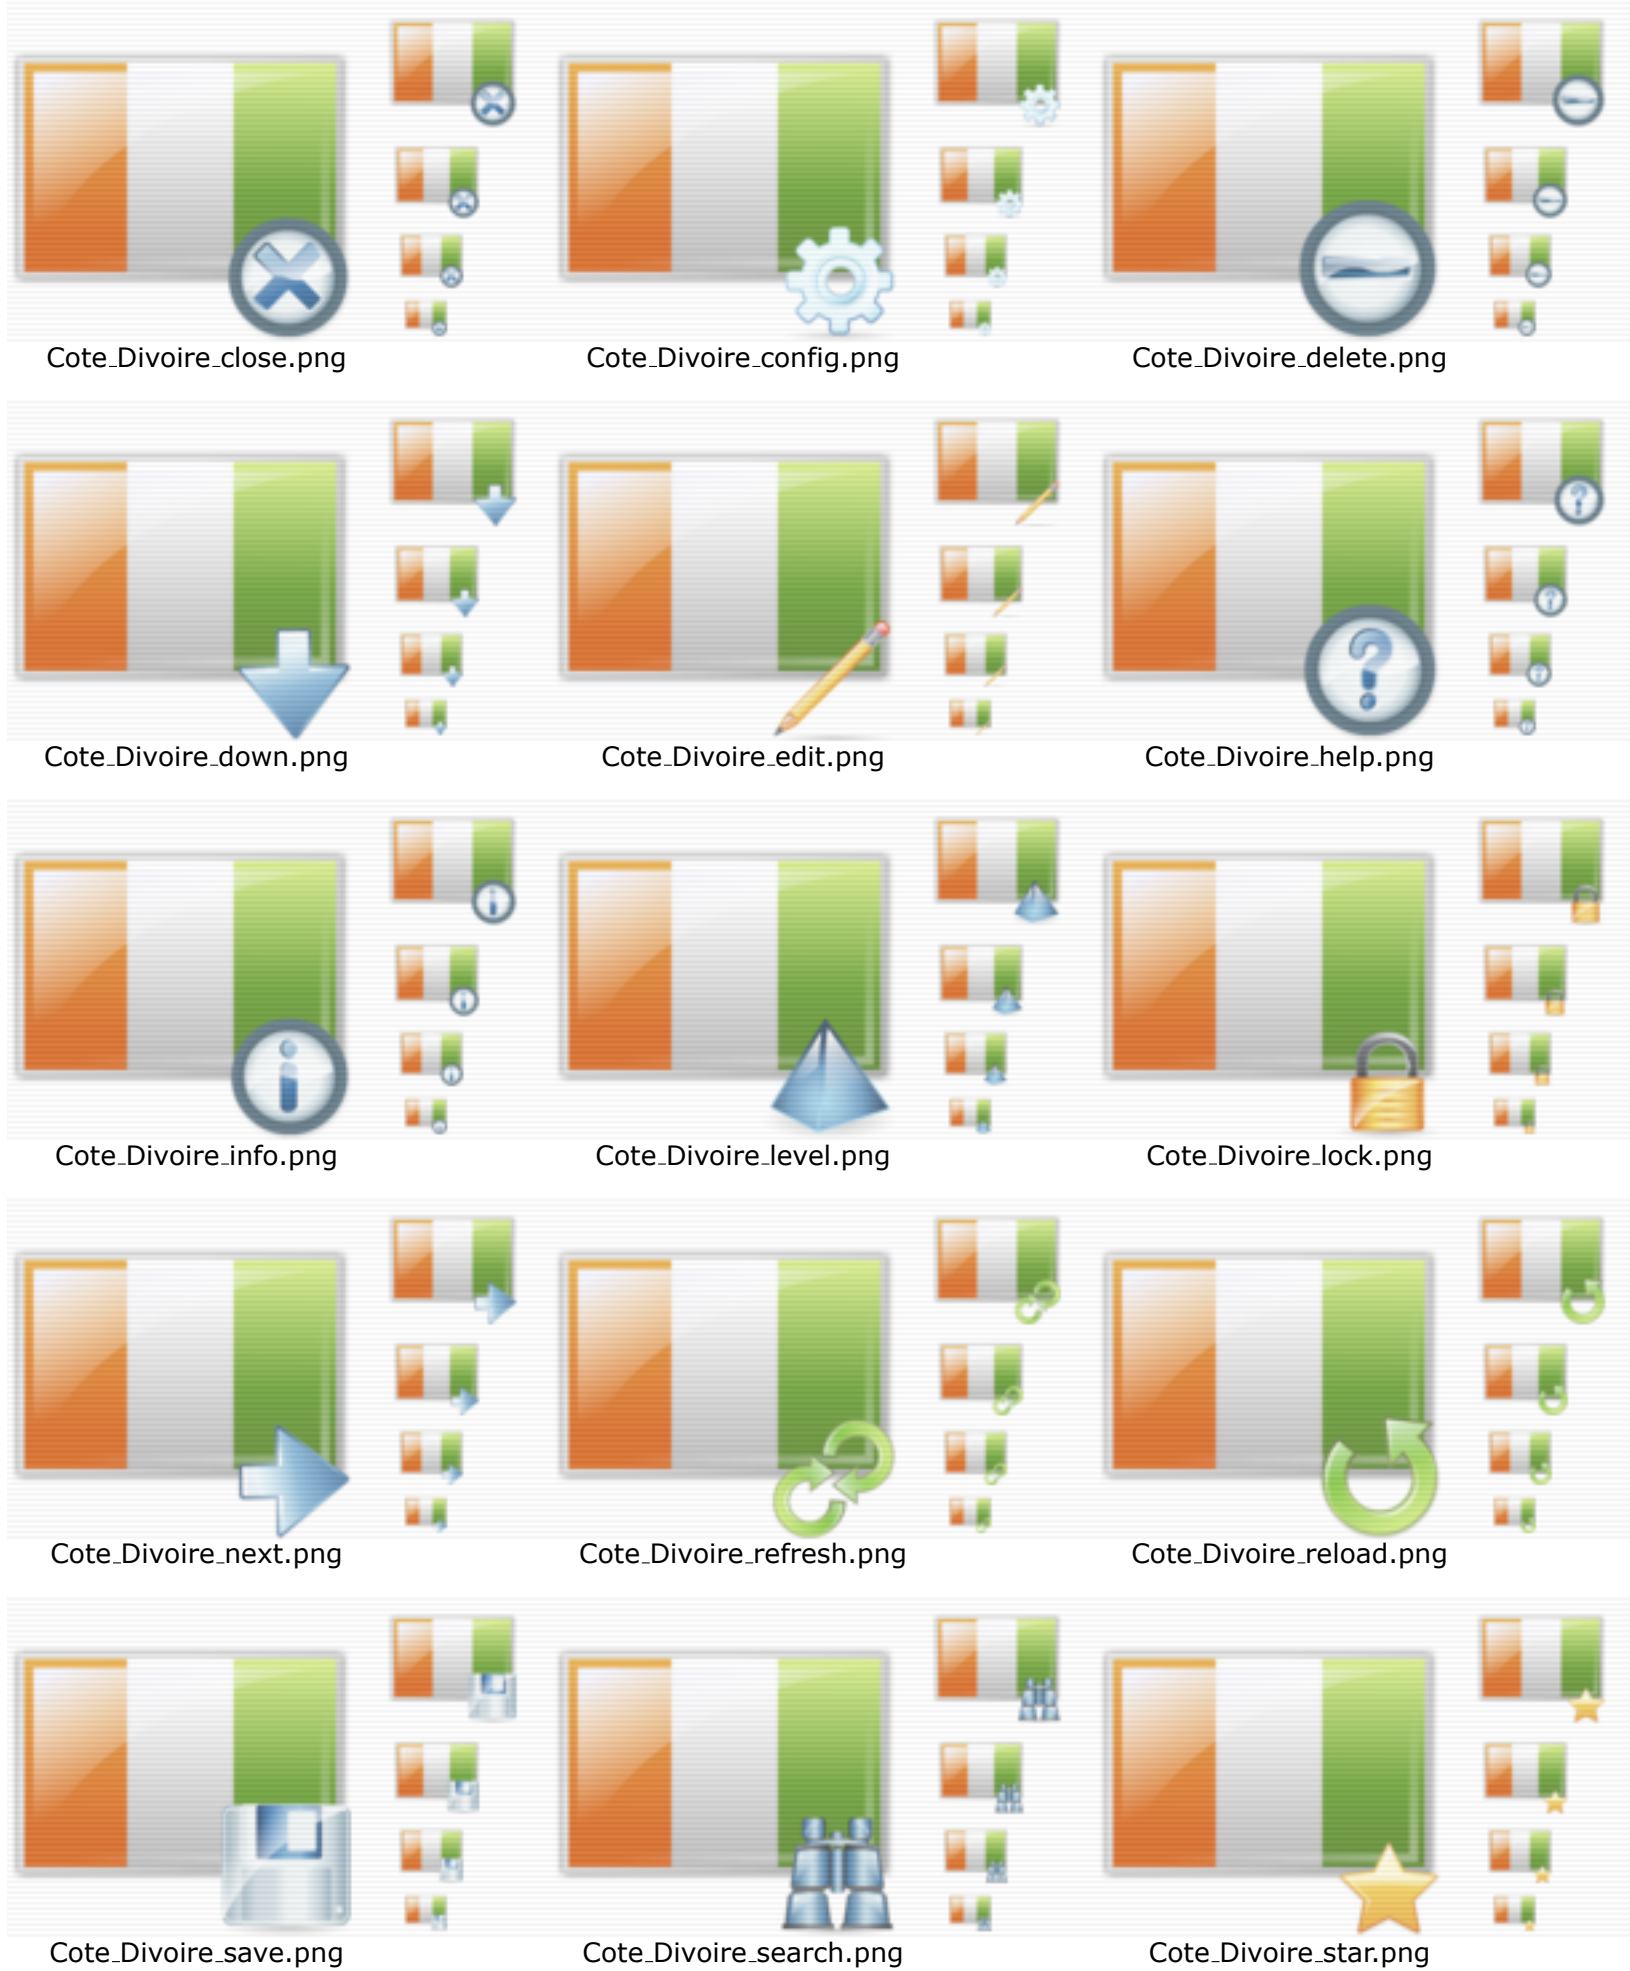 Cote_Divoire_close.png
Cote_Divoire_config.png
Cote_Divoire_delete.png
Cote_Divoire_down.png
Cote_Divoire_edit.png
Cote_Divoire_help.png
Cote_Divoire_info.png
Cote_Divoire_level.png
Cote_Divoire_lock.png
Cote_Divoire_next.png
Cote_Divoire_refresh.png
Cote_Divoire_reload.png
Cote_Divoire_save.png
Cote_Divoire_search.png
Cote_Divoire_star.png